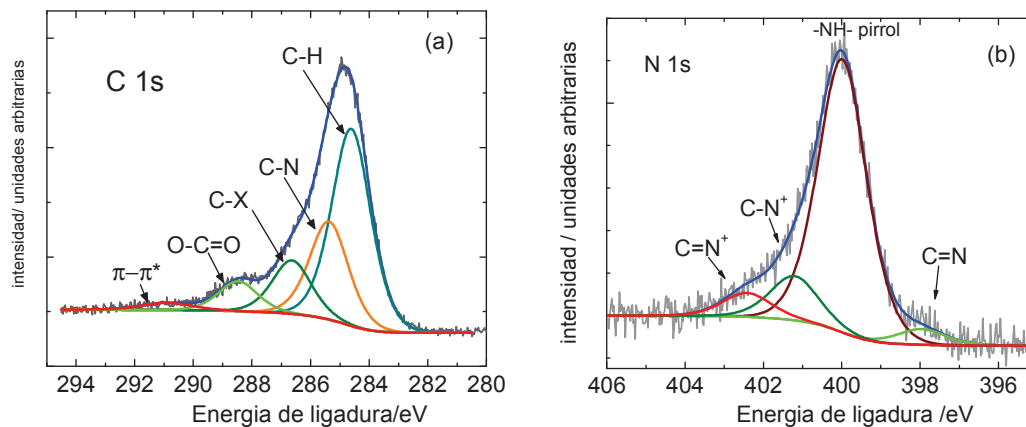 (a)
C 1s
C-H
C-N
C-X
O-C=O
π–π*
intensidad/ unidades arbitrarias
294 292 290 288 286 284 282 280
Energia de ligadura/eV
-NH- pirrol
(b)
N 1s
C-N⁺
C=N⁺
C=N
intensidad / unidades arbitrarias
406 404 402 400 398 396
Energia de ligadura /eV